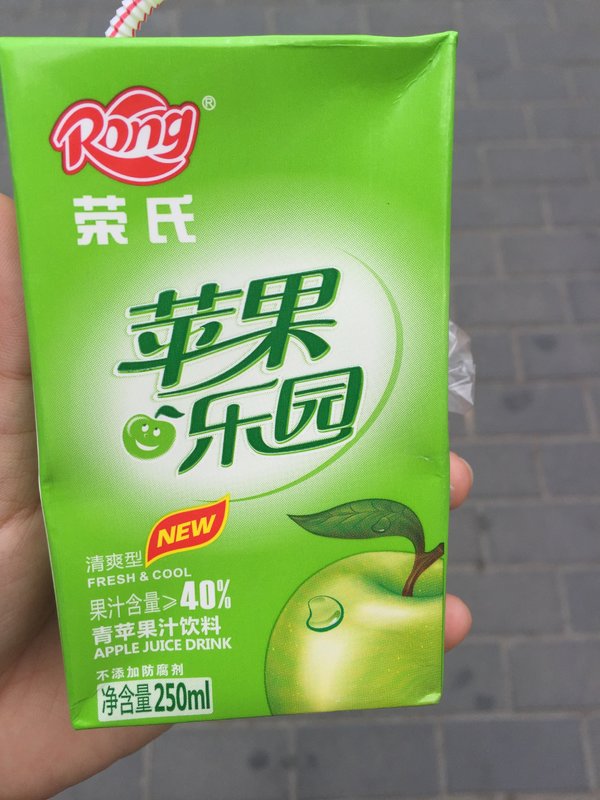 Rong®
荣氏
苹果
乐园
NEW
清爽型
FRESH & COOL
果汁含量≥40%
青苹果汁饮料
APPLE JUICE DRINK
不添加防腐剂
净含量250ml